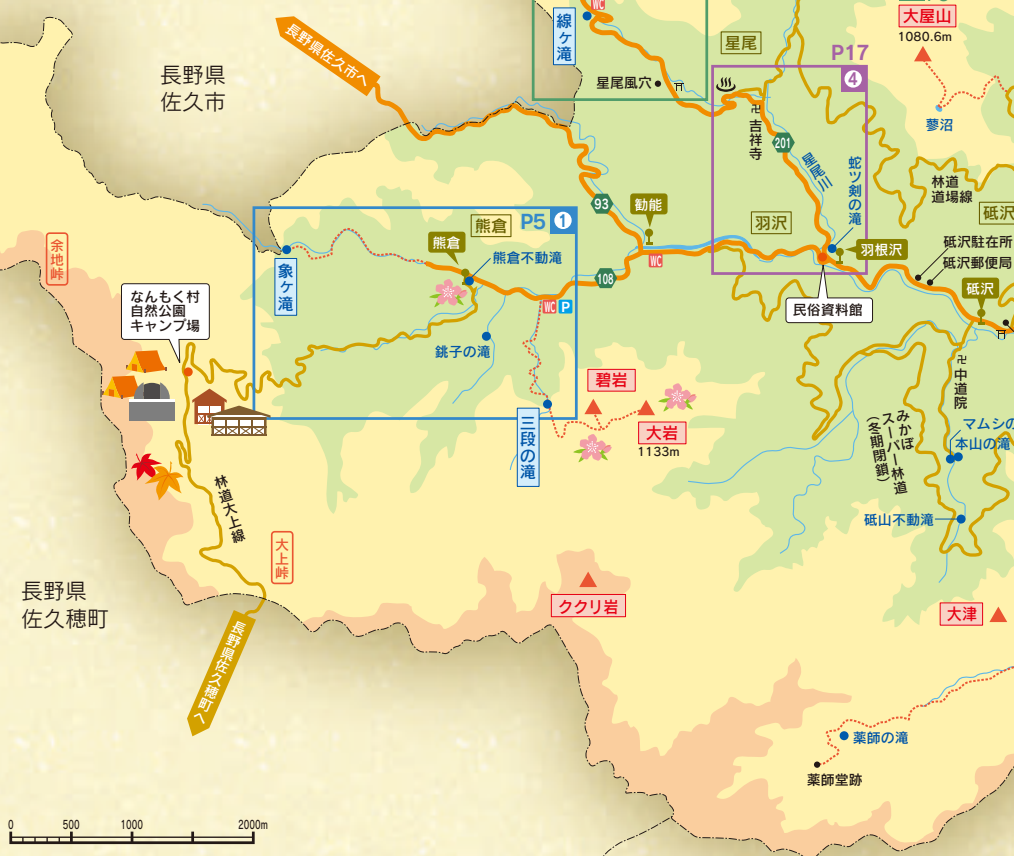 長野県佐久市へ
長野県
佐久市
線ヶ滝
WC
星尾風穴
星尾
P17
4
大屋山
1080.6m
蓼沼
卍吉祥寺
201
星尾川
蛇ツ剣の滝
林道
道場線
砥沢
93
勧能
羽沢
羽根沢
砥沢駐在所
砥沢郵便局
砥沢
WC
108
民俗資料館
P5
1
熊倉
熊倉
熊倉不動滝
象ヶ滝
WC
P
銚子の滝
三段の滝
余地峠
なんもく村
自然公園
キャンプ場
碧岩
大岩
1133m
卍中道院
みかぼ
スーパー林道
(冬期閉鎖)
マムシの
本山の滝
砥山不動滝
林道大上線
大上峠
長野県
佐久穂町
長野県佐久穂町へ
ククリ岩
大津
薬師の滝
薬師堂跡
0
500
1000
2000m